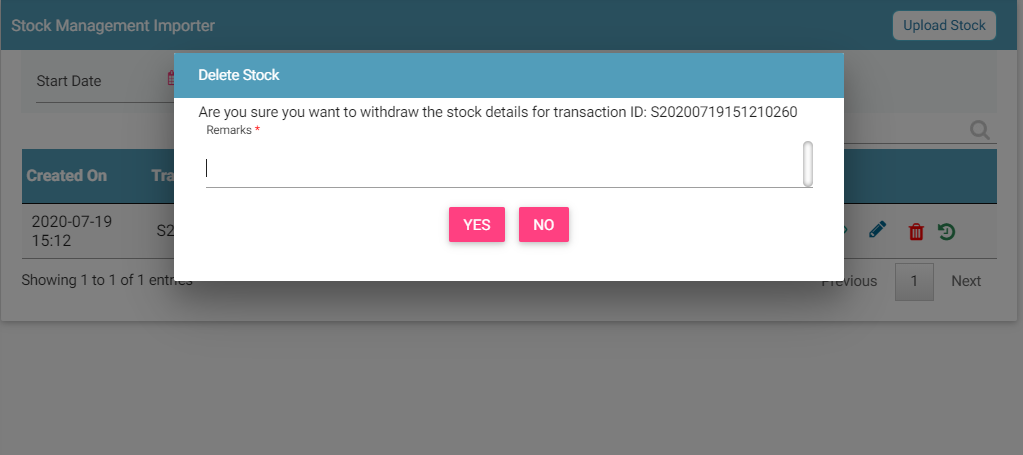 Stock Management Importer
Upload Stock
Delete Stock
Start Date
Are you sure you want to withdraw the stock details for transaction ID: S20200719151210260
Remarks *
Created On
2020-07-19
15:12
YES
NO
Showing 1 to 1 of 1 entries
Previous
1
Next